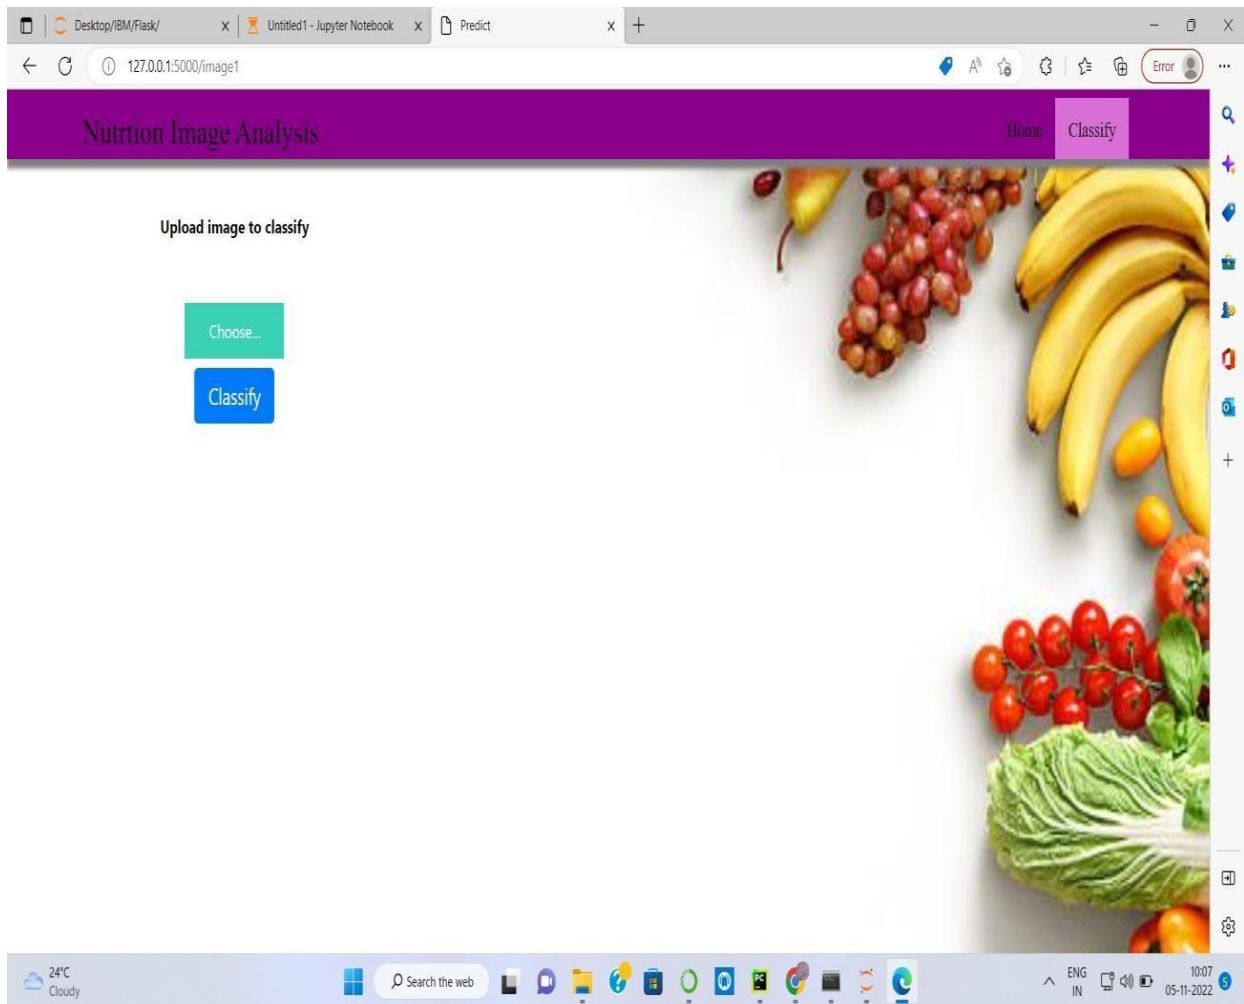 Desktop/IBM/Flask/ Untitled1 - Jupyter Notebook Predict
127.0.0.1:5000/image1 Error
Nutrtion Image Analysis Home Classify
Upload image to classify
Choose...
Classify
24°C
Cloudy
Search the web
ENG
IN
10:07
05-11-2022
5